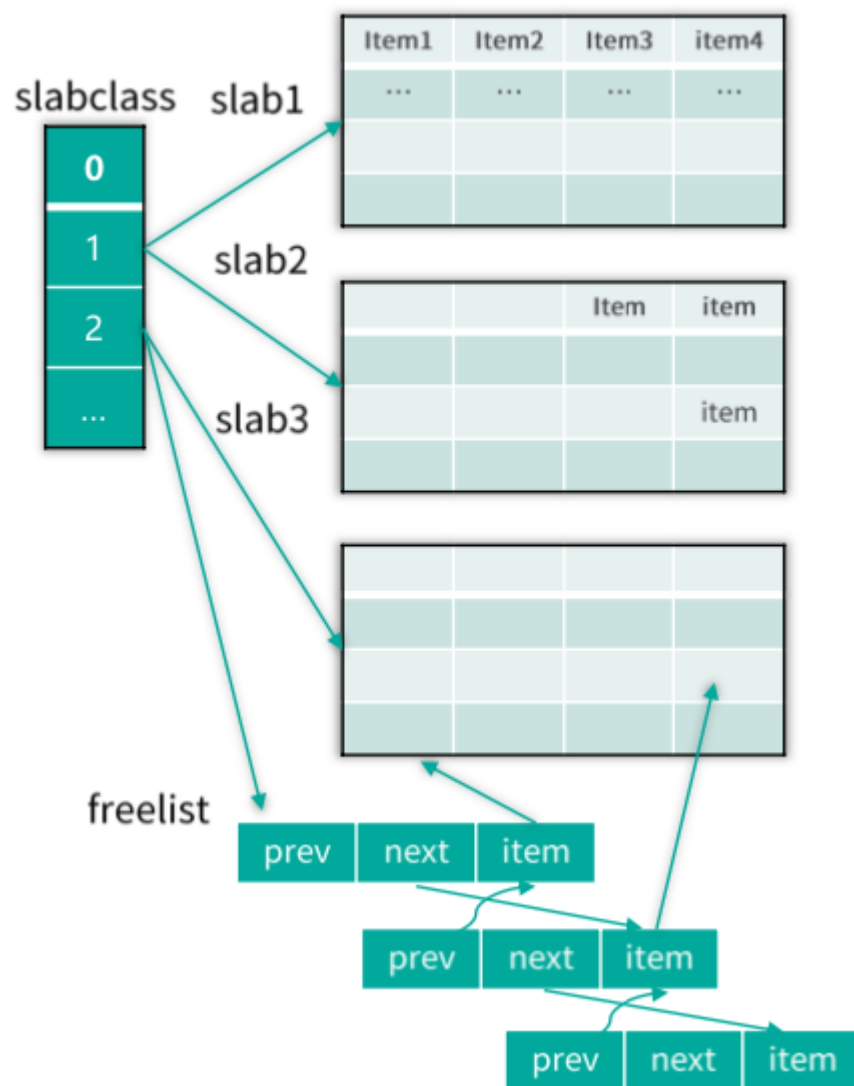 Item1 Item2 Item3 item4
... ... ... ...
slabclass slab1
0
1
slab2
Item item
2
...
slab3
item
freelist
prev next item
prev next item
prev next item